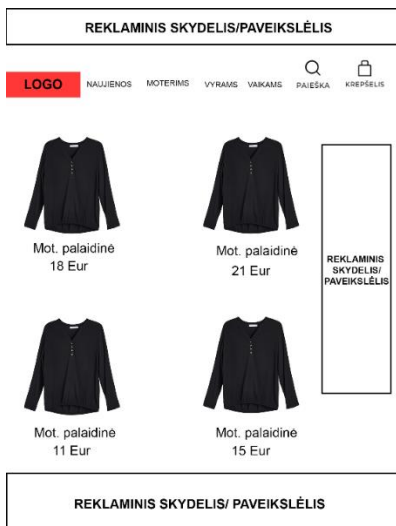 REKLAMINIS SKYDELIS/PAVEIKSLĖLIS
LOGO NAUJIENOS MOTERIMS VYRAMS VAIKAMS PAIEŠKA KREPŠELIS
Mot. palaidinė
18 Eur
Mot. palaidinė
21 Eur
REKLAMINIS
SKYDELIS/
PAVEIKSLĖLIS
Mot. palaidinė
11 Eur
Mot. palaidinė
15 Eur
REKLAMINIS SKYDELIS/ PAVEIKSLĖLIS